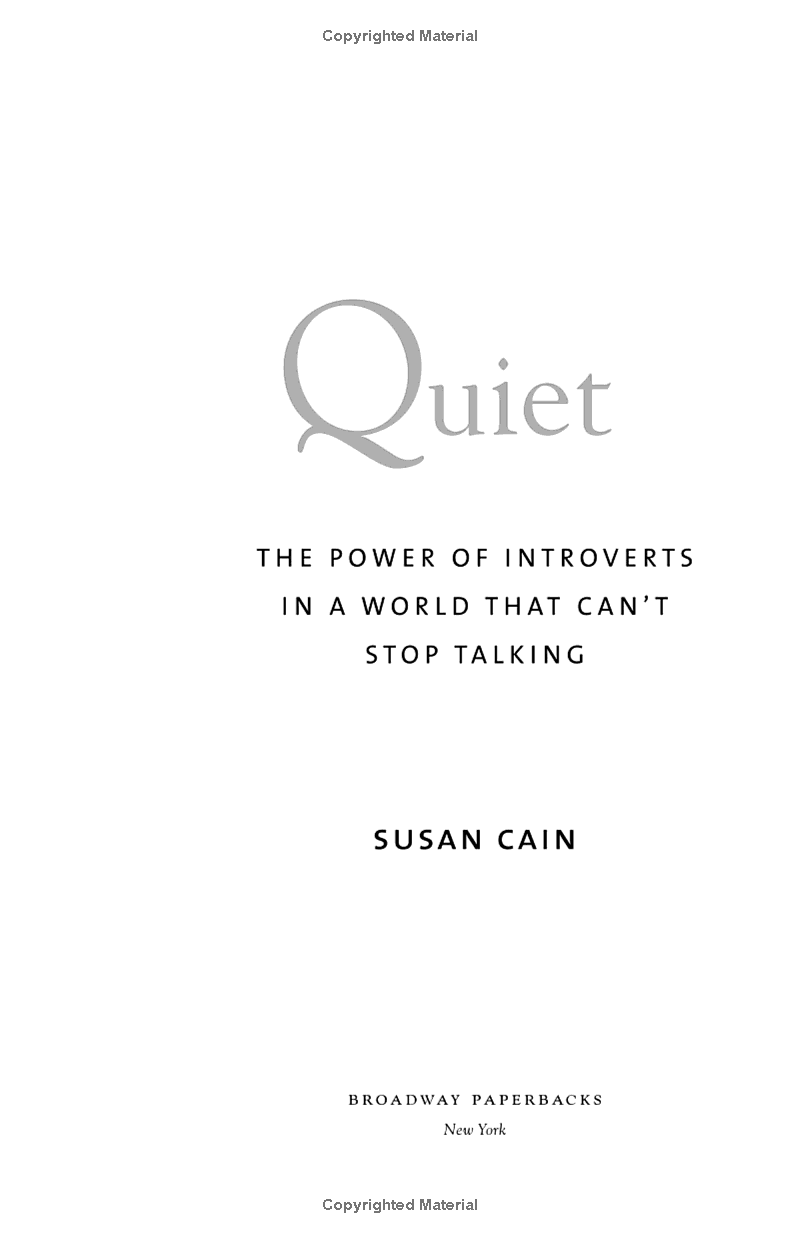 Copyrighted Material
Quiet
THE POWER OF INTROVERTS
IN A WORLD THAT CAN'T
STOP TALKING
SUSAN CAIN
BROADWAY PAPERBACKS
New York
Copyrighted Material